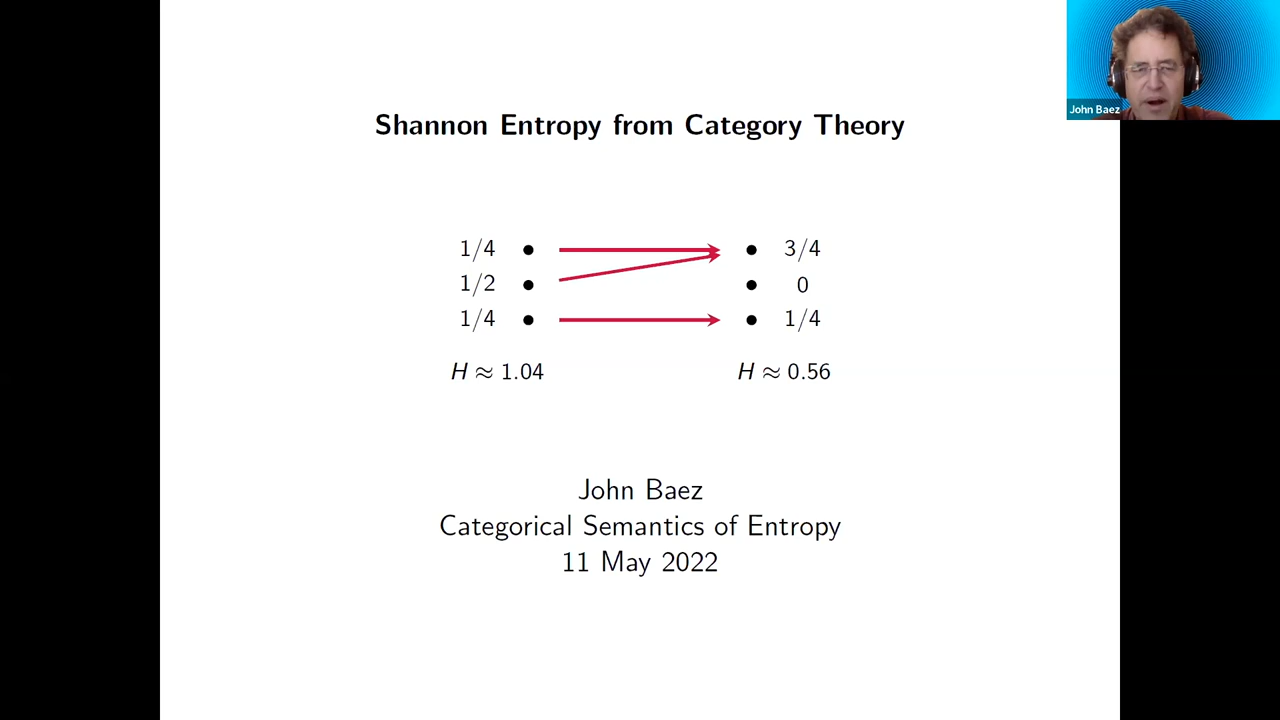 John Baez
Shannon Entropy from Category Theory
1/4 • • 3/4
1/2 • • 0
1/4 • • 1/4
H ≈ 1.04 H ≈ 0.56
John Baez
Categorical Semantics of Entropy
11 May 2022